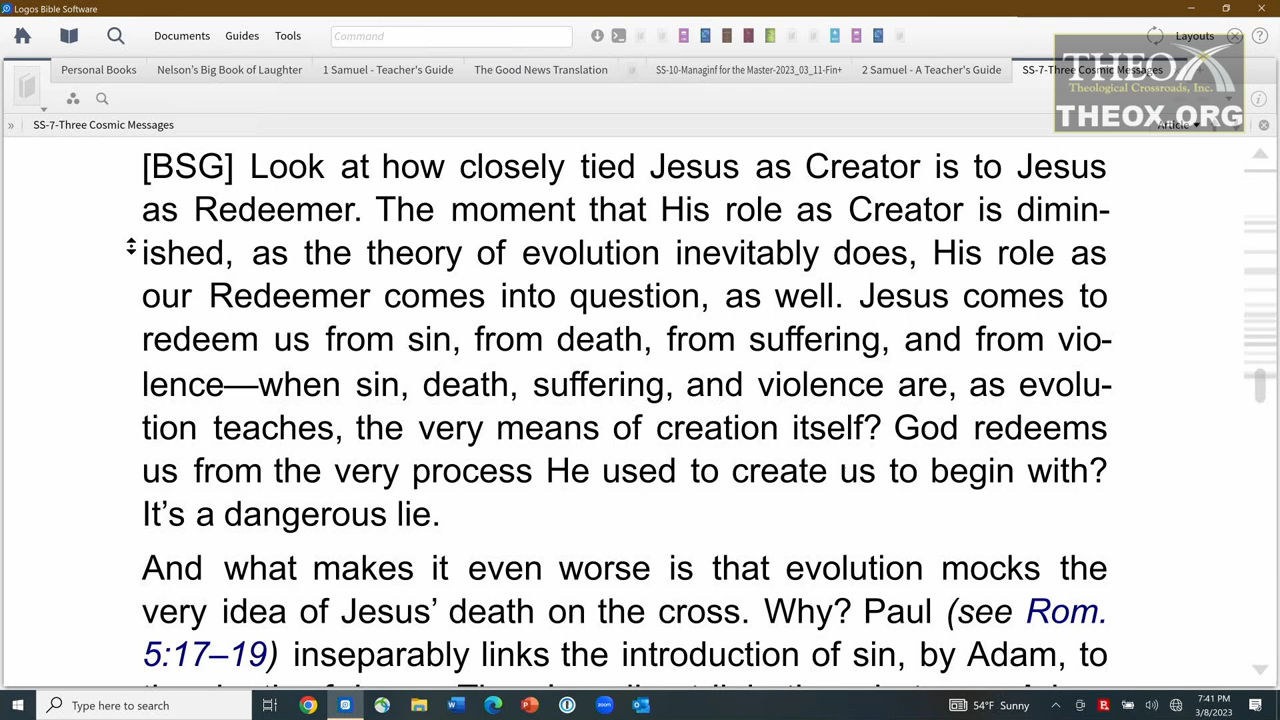 Logos Bible Software
Documents Guides Tools Command Layouts
Personal Books Nelson's Big Book of Laughter 1 Samuel The Good News Translation SS-10-Managinf for the Master-2023_03_11-Fin+ 2 Samuel - A Teacher's Guide SS-7-Three Cosmic Messages
THEOX
Theological Crossroads, Inc.
THEOX.ORG
SS-7-Three Cosmic Messages Article
[BSG] Look at how closely tied Jesus as Creator is to Jesus
as Redeemer. The moment that His role as Creator is dimin-
ished, as the theory of evolution inevitably does, His role as
our Redeemer comes into question, as well. Jesus comes to
redeem us from sin, from death, from suffering, and from vio-
lence—when sin, death, suffering, and violence are, as evolu-
tion teaches, the very means of creation itself? God redeems
us from the very process He used to create us to begin with?
It's a dangerous lie.
And what makes it even worse is that evolution mocks the
very idea of Jesus' death on the cross. Why? Paul (see Rom.
5:17–19) inseparably links the introduction of sin, by Adam, to
Type here to search 54°F Sunny 7:41 PM
3/8/2023